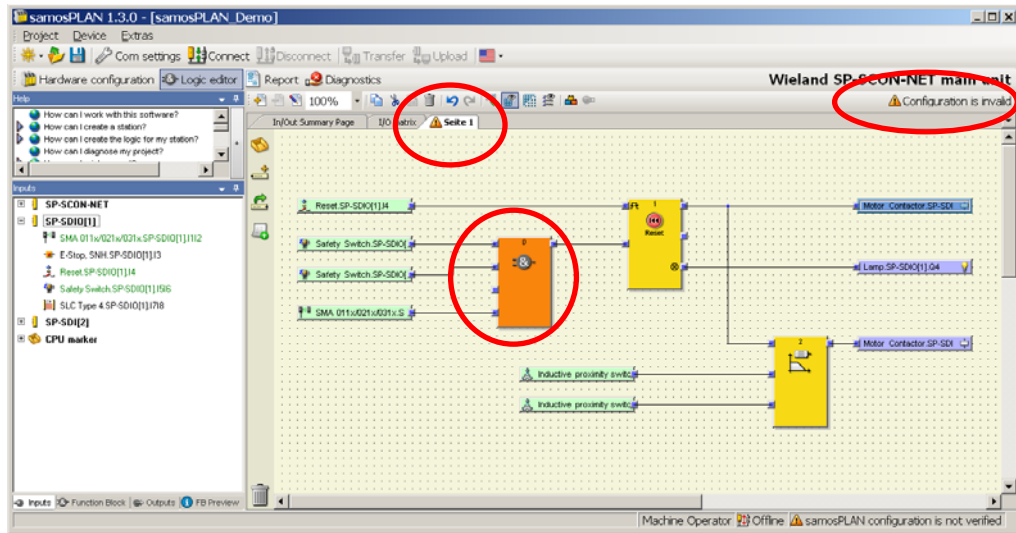 samosPLAN 1.3.0 - [samosPLAN_Demo]
Project Device Extras
Com settings Connect Disconnect Transfer Upload
Hardware configuration Logic editor Report Diagnostics Wieland SP-SCON-NET main unit
Help
100%
Configuration is invalid
How can I work with this software?
How can I create a station?
How can I create the logic for my station?
How can I diagnose my project?
In/Out Summary Page I/O matrix Seite 1
Inputs
SP-SCON-NET
SP-SDIO[1]
SMA 011x/021x/031x.SP-SDIO[1].I1I2
E-Stop, SNH.SP-SDIO[1].I3
Reset.SP-SDIO[1].I4
Safety Switch.SP-SDIO[1].I5I6
SLC Type 4.SP-SDIO[1].I7I8
SP-SDI[2]
CPU marker
Reset.SP-SDIO[1].I4
Safety Switch.SP-SDIO[
Safety Switch.SP-SDIO[
SMA 011x/021x/031x.S
0
&
1
Reset
Motor Contactor.SP-SDI
Lamp.SP-SDIO[1].Q4
2
Motor Contactor.SP-SDI
Inductive proximity switc
Inductive proximity switc
Inputs Function Block Outputs FB Preview
Machine Operator Offline samosPLAN configuration is not verified